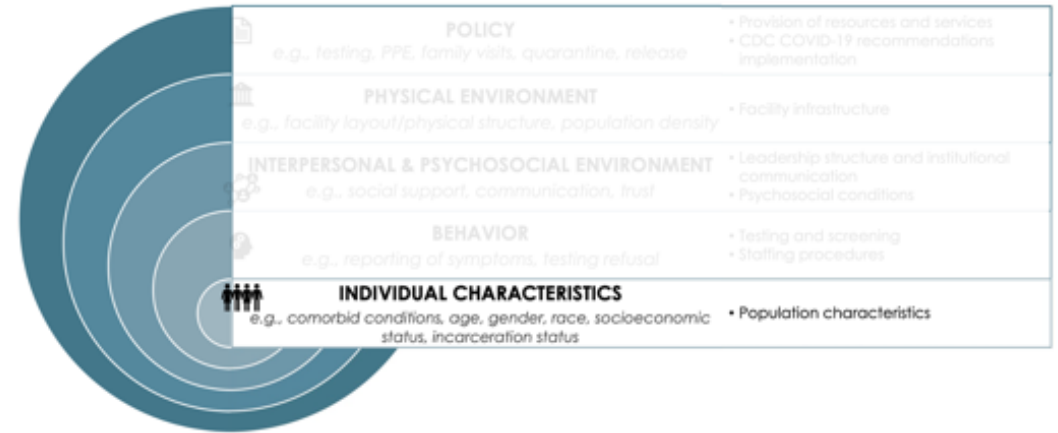 POLICY
e.g., testing, PPE, family visits, quarantine, release
• Provision of resources and services
• CDC COVID-19 recommendations
implementation
PHYSICAL ENVIRONMENT
e.g., facility layout/physical structure, population density
• Facility infrastructure
INTERPERSONAL & PSYCHOSOCIAL ENVIRONMENT
e.g., social support, communication, trust
• Leadership structure and institutional
communication
• Psychosocial conditions
BEHAVIOR
e.g., reporting of symptoms, testing refusal
• Testing and screening
• Staffing procedures
INDIVIDUAL CHARACTERISTICS
e.g., comorbid conditions, age, gender, race, socioeconomic
status, incarceration status
• Population characteristics